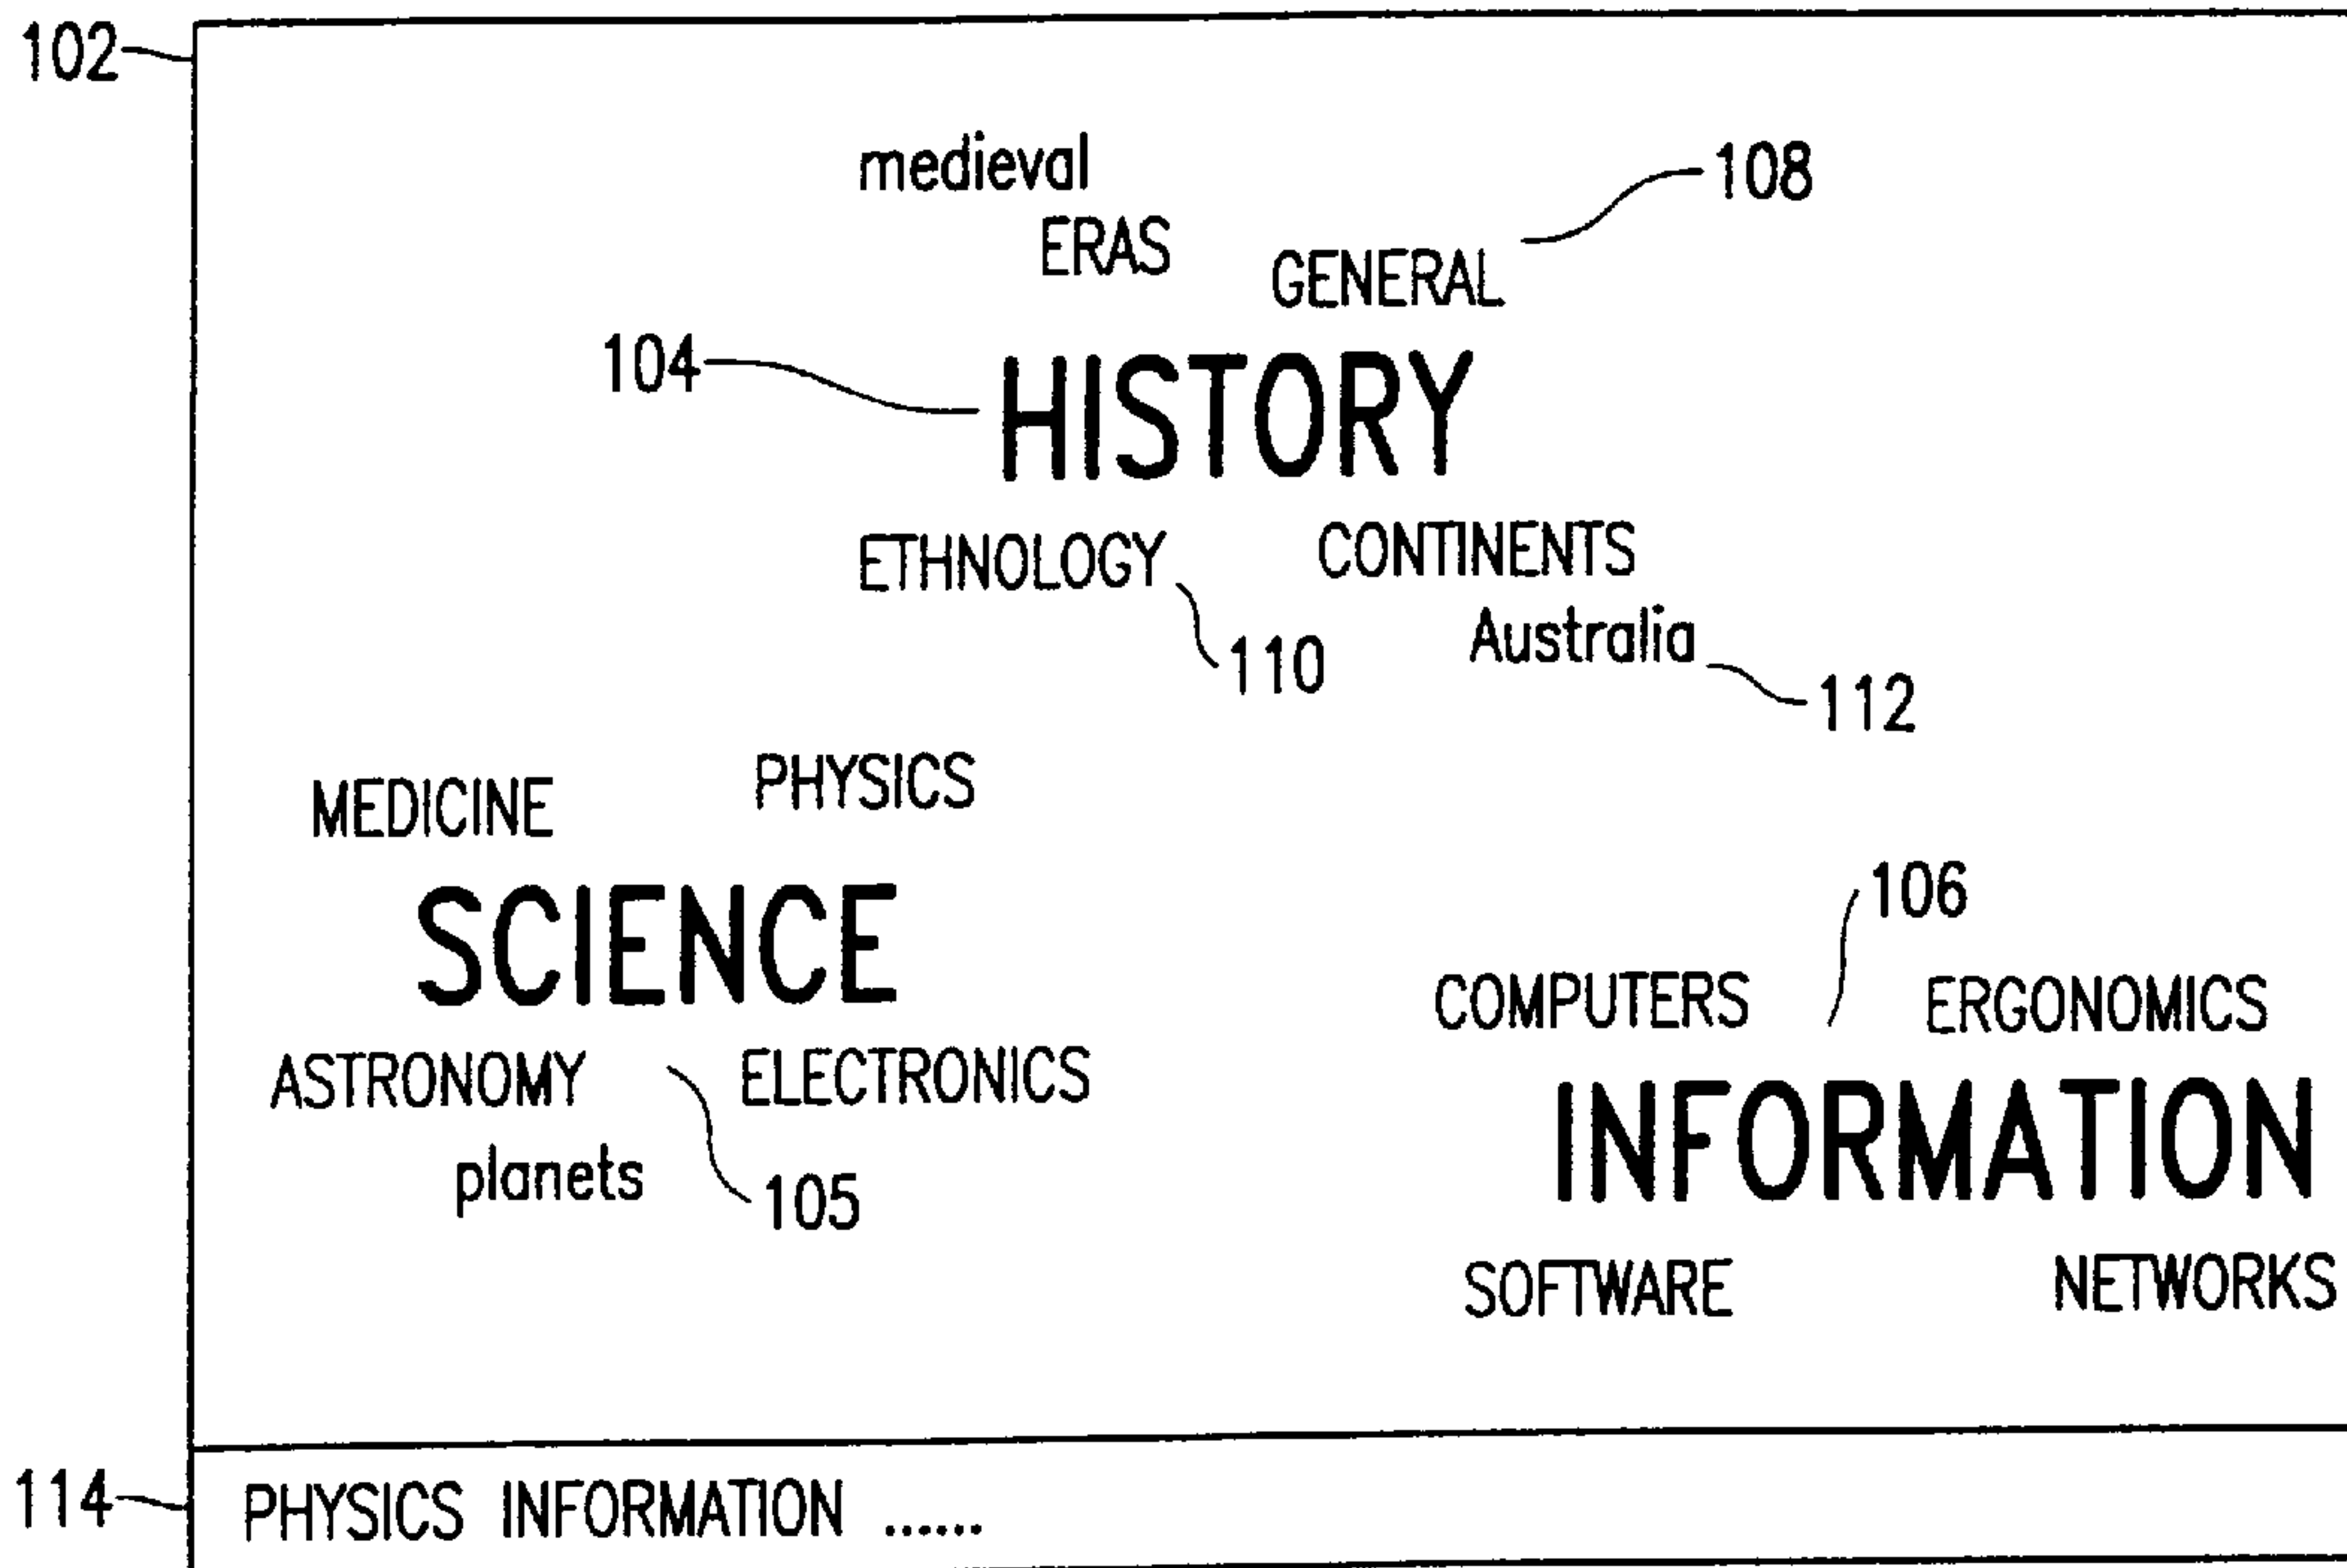 102
medieval
108
ERAS
GENERAL
104
HISTORY
ETHNOLOGY
CONTINENTS
Australia
110
112
MEDICINE
PHYSICS
SCIENCE
106
COMPUTERS
ERGONOMICS
ASTRONOMY
ELECTRONICS
INFORMATION
planets
105
SOFTWARE
NETWORKS
114
PHYSICS INFORMATION ......